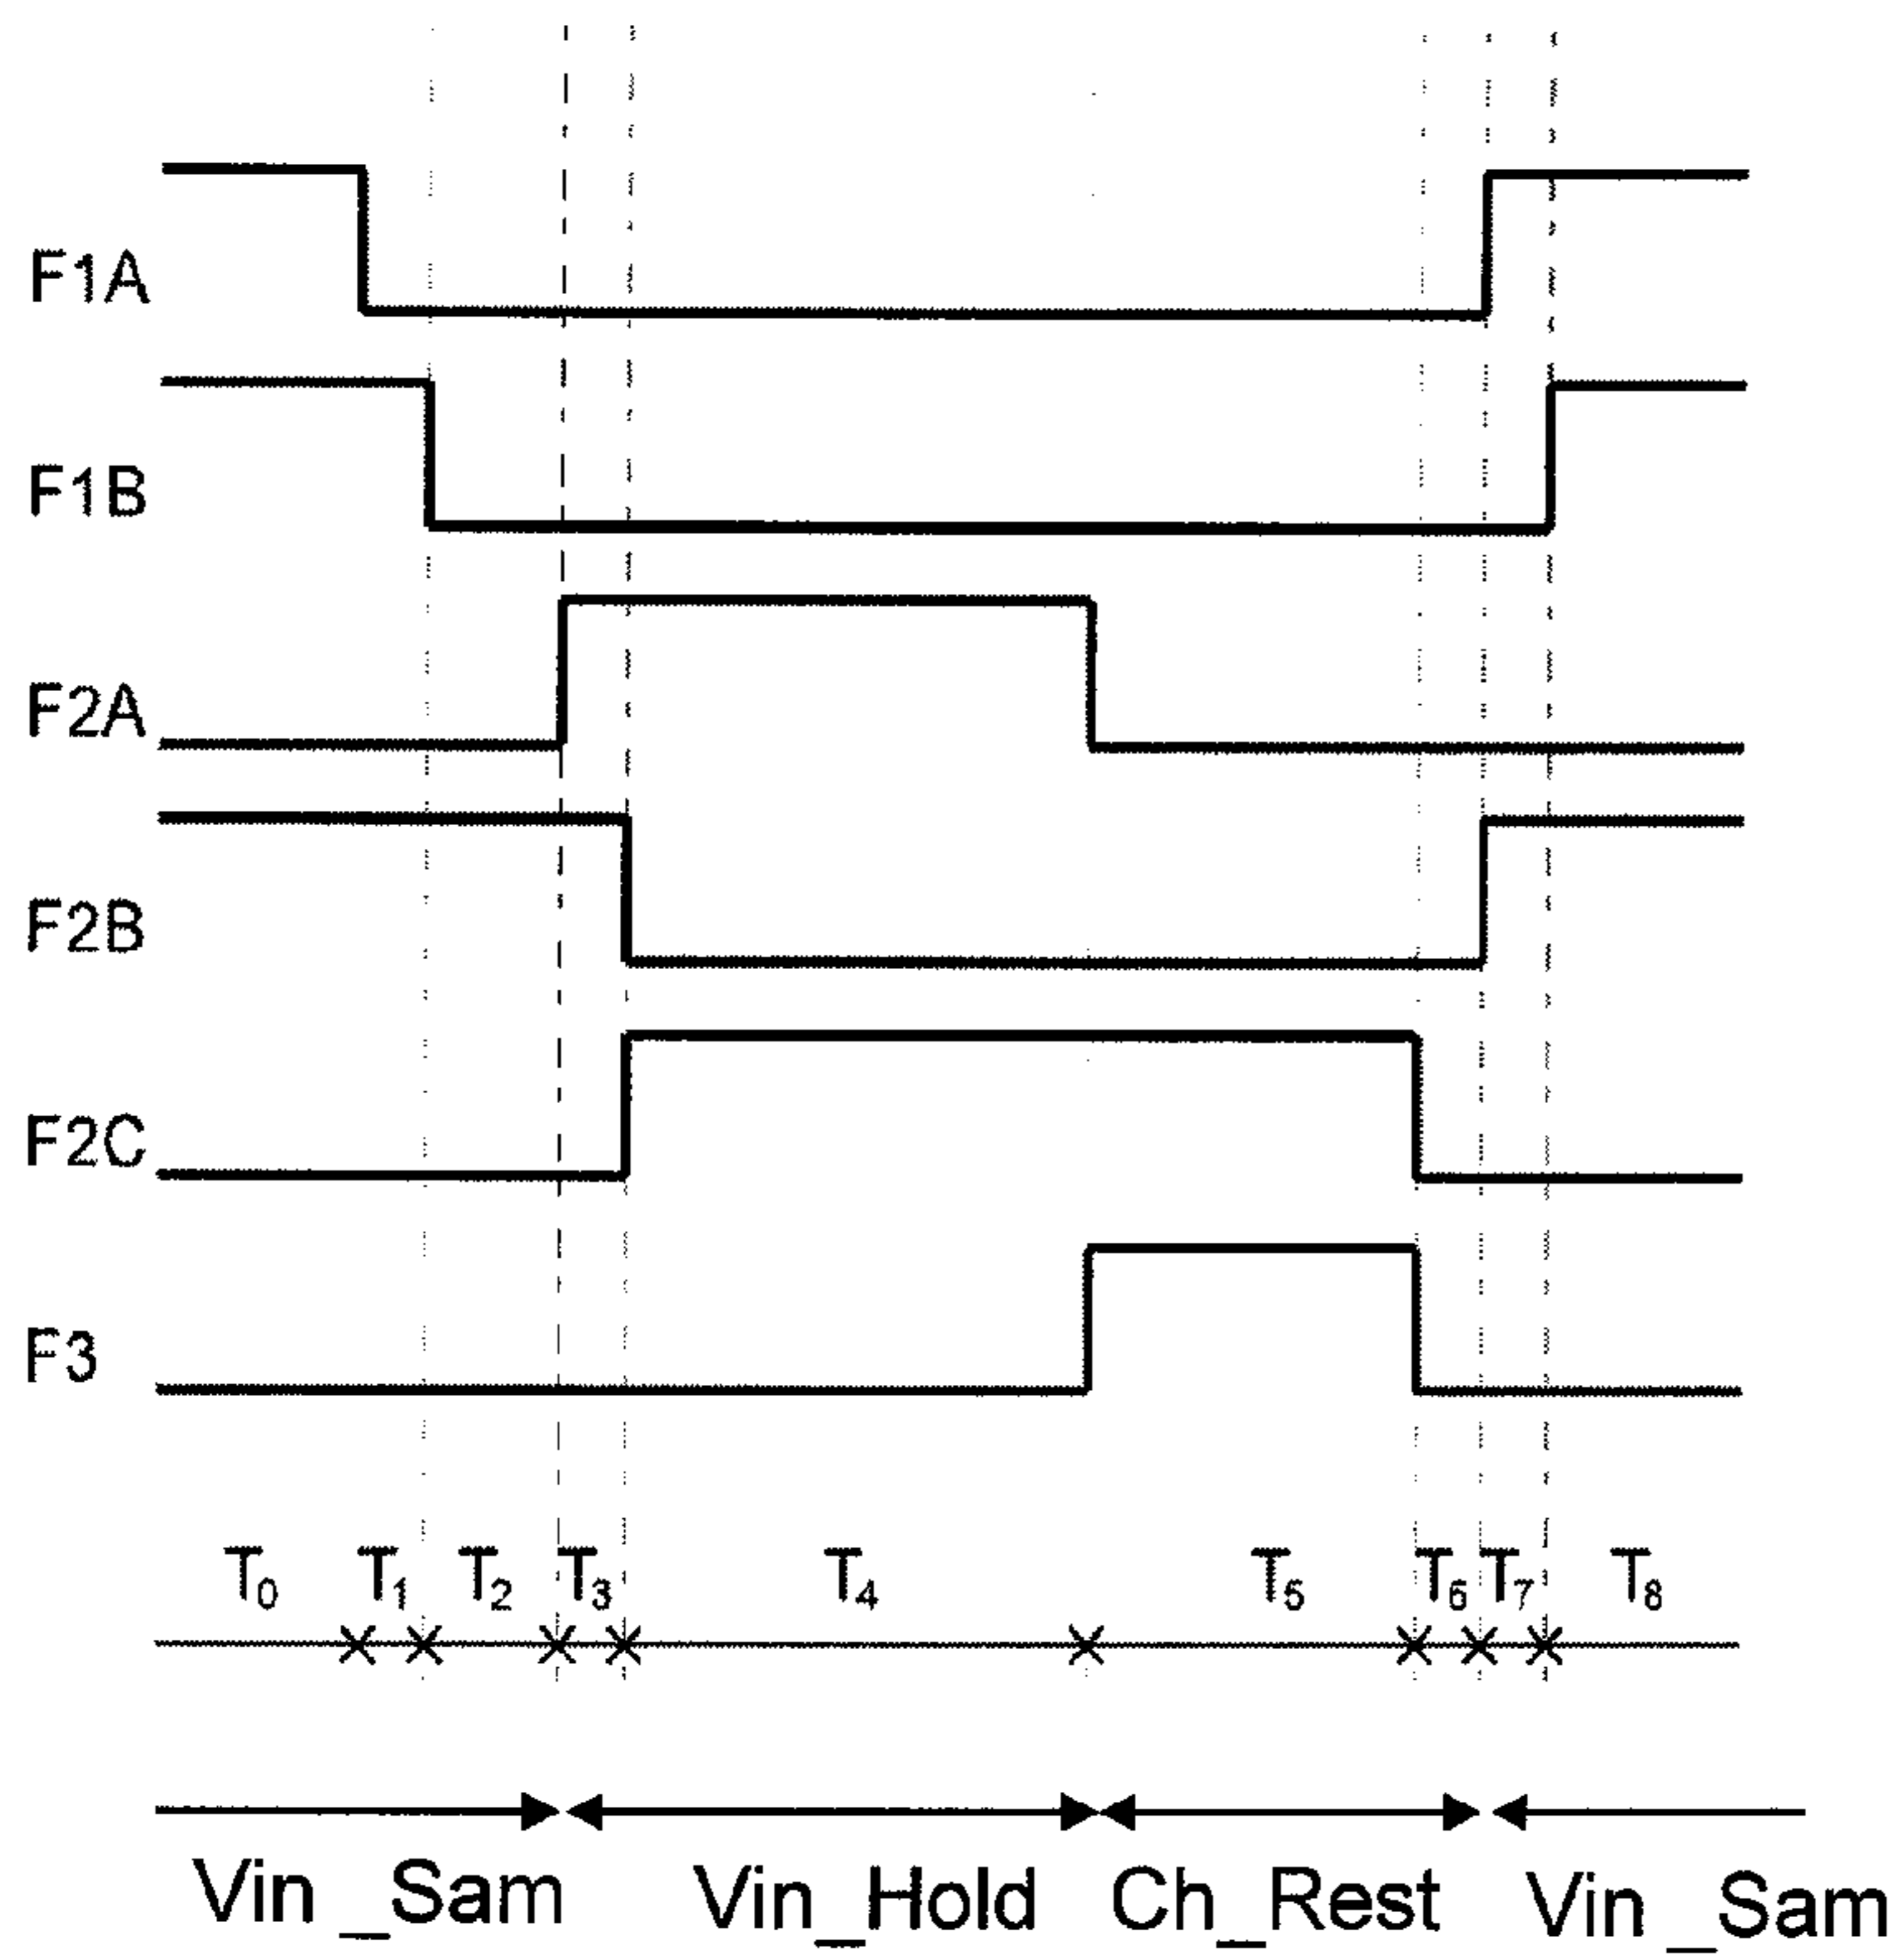 F1A
F1B
F2A
F2B
F2C
F3
T0 T1 T2 T3 T4 T5 T6 T7 T8
Vin _Sam Vin_Hold Ch_Rest Vin _Sam